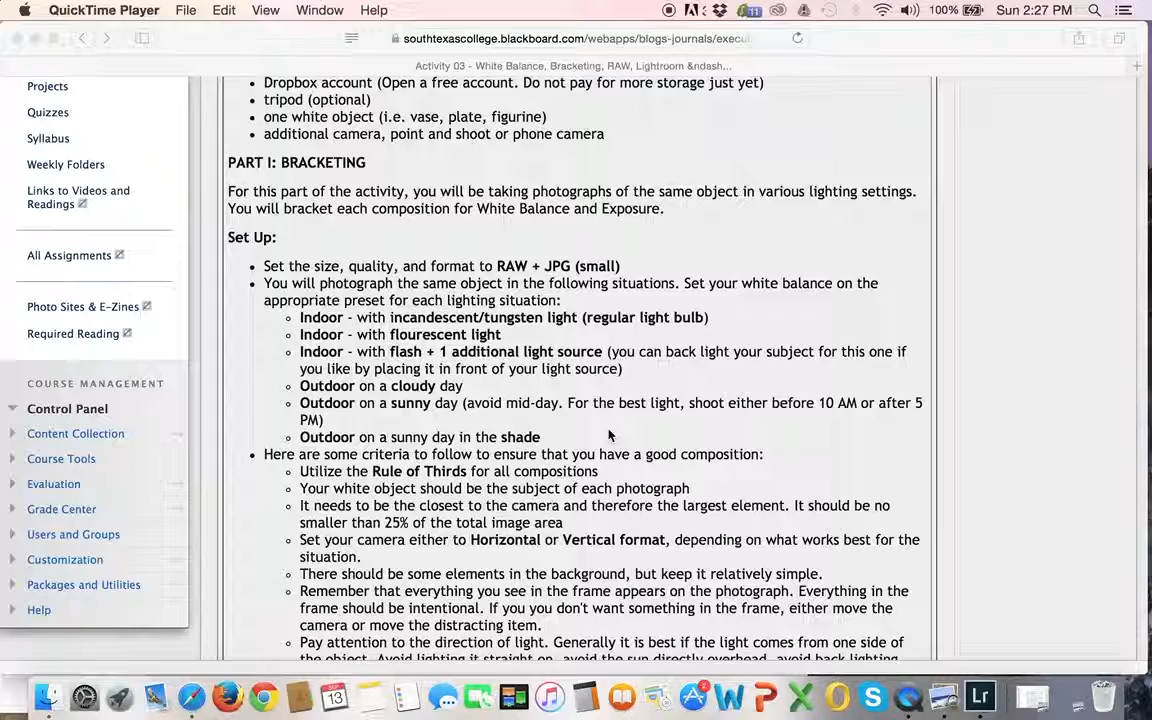 QuickTime Player File Edit View Window Help 100% Sun 2:27 PM
southtexascollege.blackboard.com/webapps/blogs-journals/execu
Activity 03 - White Balance, Bracketing, RAW, Lightroom &ndash...
Projects
Quizzes
Syllabus
Weekly Folders
Links to Videos and
Readings
All Assignments
Photo Sites & E-Zines
Required Reading
COURSE MANAGEMENT
Control Panel
Content Collection
Course Tools
Evaluation
Grade Center
Users and Groups
Customization
Packages and Utilities
Help
• Dropbox account (Open a free account. Do not pay for more storage just yet)
• tripod (optional)
• one white object (i.e. vase, plate, figurine)
• additional camera, point and shoot or phone camera
PART I: BRACKETING
For this part of the activity, you will be taking photographs of the same object in various lighting settings.
You will bracket each composition for White Balance and Exposure.
Set Up:
• Set the size, quality, and format to RAW + JPG (small)
• You will photograph the same object in the following situations. Set your white balance on the
appropriate preset for each lighting situation:
◦ Indoor - with incandescent/tungsten light (regular light bulb)
◦ Indoor - with flourescent light
◦ Indoor - with flash + 1 additional light source (you can back light your subject for this one if
you like by placing it in front of your light source)
◦ Outdoor on a cloudy day
◦ Outdoor on a sunny day (avoid mid-day. For the best light, shoot either before 10 AM or after 5
PM)
◦ Outdoor on a sunny day in the shade
• Here are some criteria to follow to ensure that you have a good composition:
◦ Utilize the Rule of Thirds for all compositions
◦ Your white object should be the subject of each photograph
◦ It needs to be the closest to the camera and therefore the largest element. It should be no
smaller than 25% of the total image area
◦ Set your camera either to Horizontal or Vertical format, depending on what works best for the
situation.
◦ There should be some elements in the background, but keep it relatively simple.
◦ Remember that everything you see in the frame appears on the photograph. Everything in the
frame should be intentional. If you you don't want something in the frame, either move the
camera or move the distracting item.
◦ Pay attention to the direction of light. Generally it is best if the light comes from one side of
the object. Avoid lighting it straight on, avoid the sun directly overhead, avoid back lighting
SEP
13
Lr